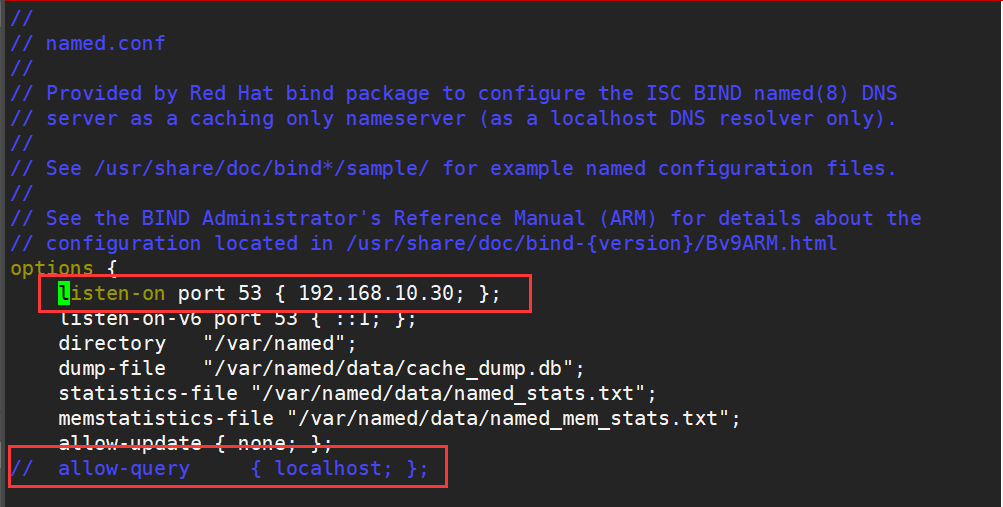 //
// named.conf
//
// Provided by Red Hat bind package to configure the ISC BIND named(8) DNS
// server as a caching only nameserver (as a localhost DNS resolver only).
//
// See /usr/share/doc/bind*/sample/ for example named configuration files.
//
// See the BIND Administrator's Reference Manual (ARM) for details about the
// configuration located in /usr/share/doc/bind-{version}/Bv9ARM.html
options {
    listen-on port 53 { 192.168.10.30; };
    listen-on-v6 port 53 { ::1; };
    directory   "/var/named";
    dump-file   "/var/named/data/cache_dump.db";
    statistics-file "/var/named/data/named_stats.txt";
    memstatistics-file "/var/named/data/named_mem_stats.txt";
    allow-update { none; };
//  allow-query     { localhost; };